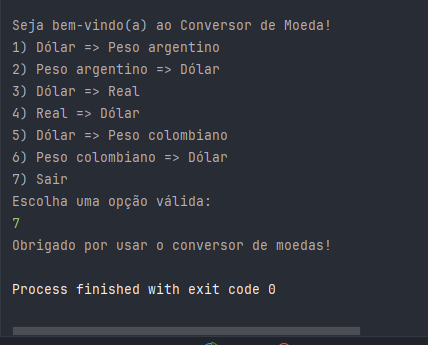 Seja bem-vindo(a) ao Conversor de Moeda!
1) Dólar => Peso argentino
2) Peso argentino => Dólar
3) Dólar => Real
4) Real => Dólar
5) Dólar => Peso colombiano
6) Peso colombiano => Dólar
7) Sair
Escolha uma opção válida:
7
Obrigado por usar o conversor de moedas!
Process finished with exit code 0